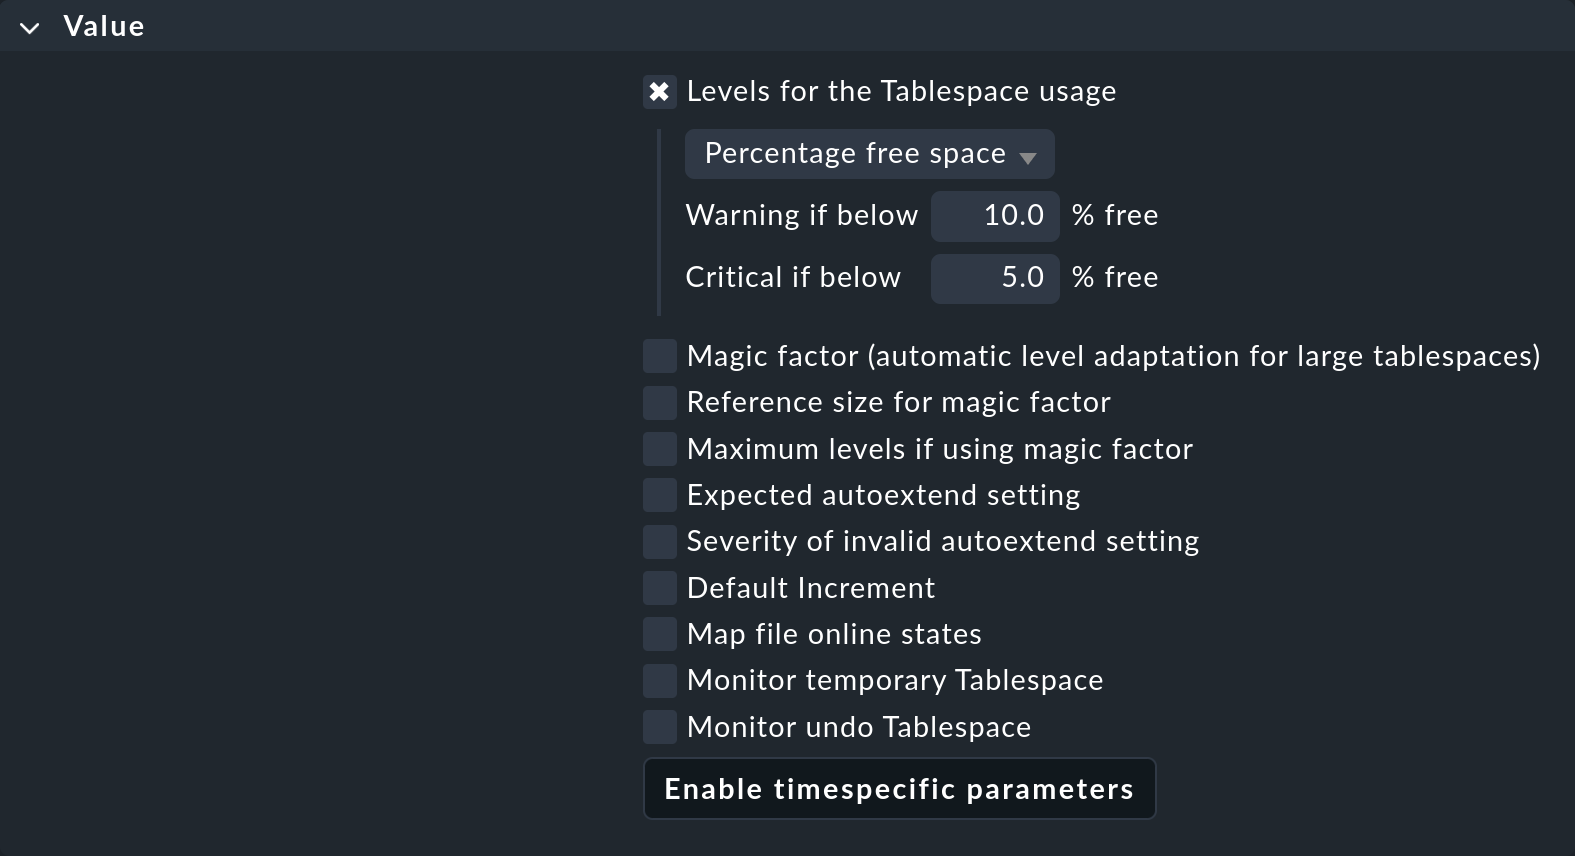 Value
Levels for the Tablespace usage
Percentage free space
Warning if below 10.0 % free
Critical if below 5.0 % free
Magic factor (automatic level adaptation for large tablespaces)
Reference size for magic factor
Maximum levels if using magic factor
Expected autoextend setting
Severity of invalid autoextend setting
Default Increment
Map file online states
Monitor temporary Tablespace
Monitor undo Tablespace
Enable timespecific parameters